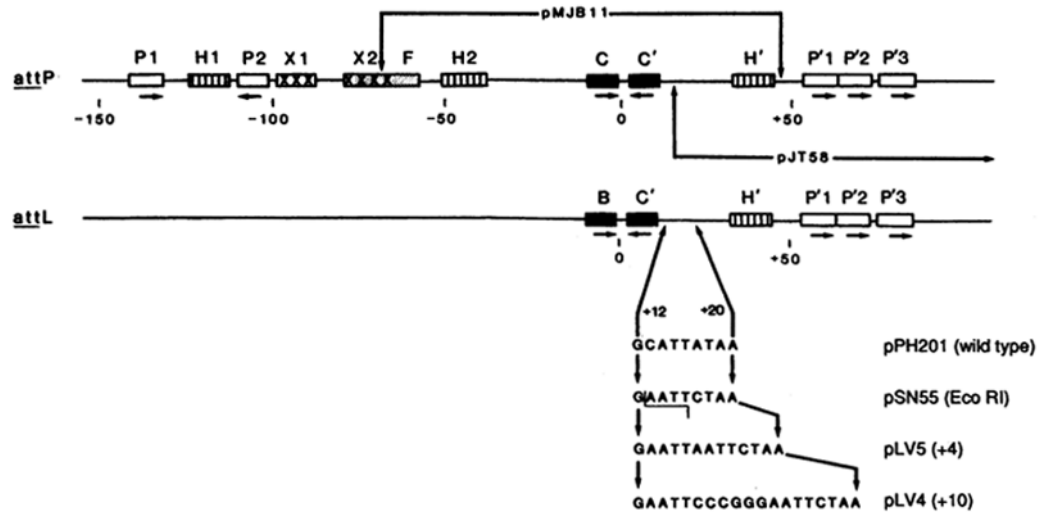 pMJB11
P1 H1 P2 X1 X2 F H2 C C' H' P'1 P'2 P'3
attP
-150 -100 -50 0 +50
pJT58
B C' H' P'1 P'2 P'3
attL
0 +50
+12 +20
GCATTATAA pPH201 (wild type)
GAATTCTAA pSN55 (Eco RI)
GAATTAATTCTAA pLV5 (+4)
GAATTCCCGGGAATTCTAA pLV4 (+10)